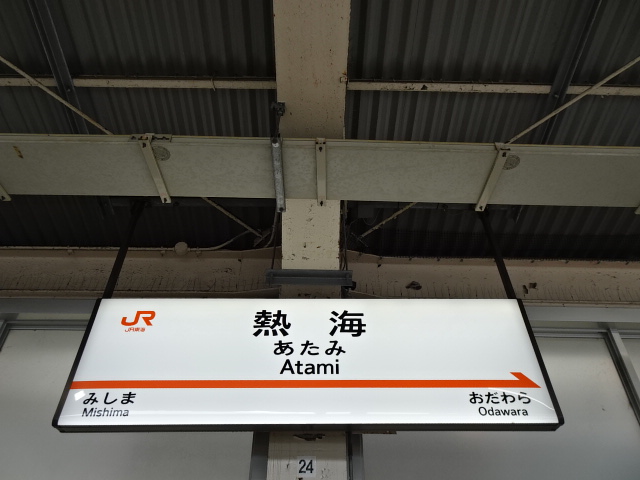 JR
JR東海
熱海
あたみ
Atami
みしま
Mishima
おだわら
Odawara
24